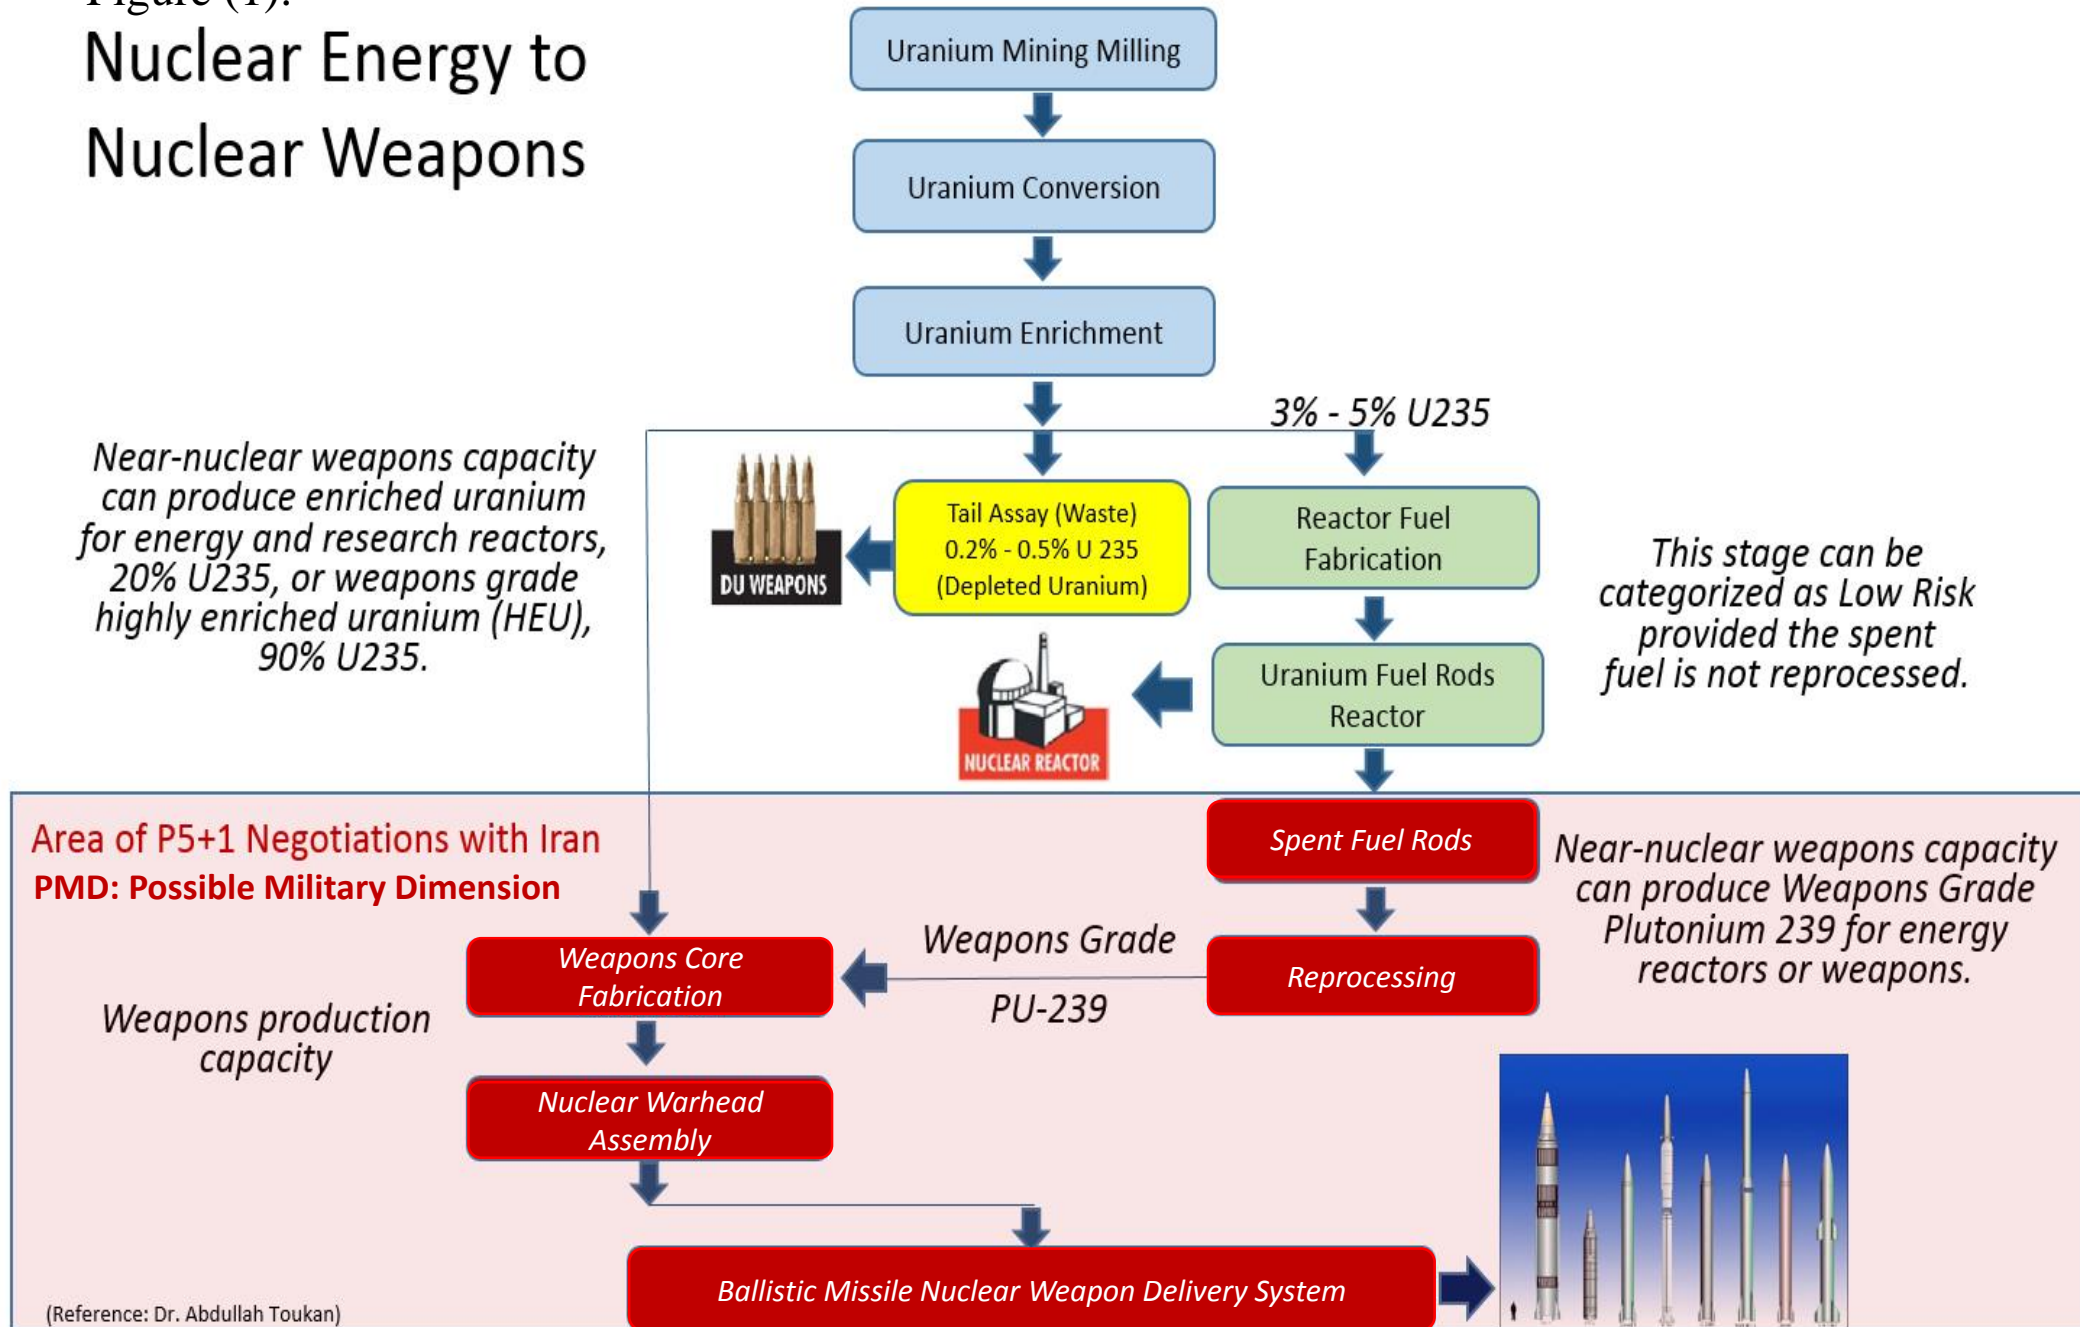 Figure (1):
Nuclear Energy to
Nuclear Weapons
Uranium Mining Milling
Uranium Conversion
Uranium Enrichment
3% - 5% U235
Near-nuclear weapons capacity
can produce enriched uranium
for energy and research reactors,
20% U235, or weapons grade
highly enriched uranium (HEU),
90% U235.
DU WEAPONS
Tail Assay (Waste)
0.2% - 0.5% U 235
(Depleted Uranium)
Reactor Fuel
Fabrication
This stage can be
categorized as Low Risk
provided the spent
fuel is not reprocessed.
NUCLEAR REACTOR
Uranium Fuel Rods
Reactor
Area of P5+1 Negotiations with Iran
PMD: Possible Military Dimension
Spent Fuel Rods
Near-nuclear weapons capacity
can produce Weapons Grade
Plutonium 239 for energy
reactors or weapons.
Weapons Core
Fabrication
Weapons Grade
PU-239
Reprocessing
Weapons production
capacity
Nuclear Warhead
Assembly
Ballistic Missile Nuclear Weapon Delivery System
(Reference: Dr. Abdullah Toukan)